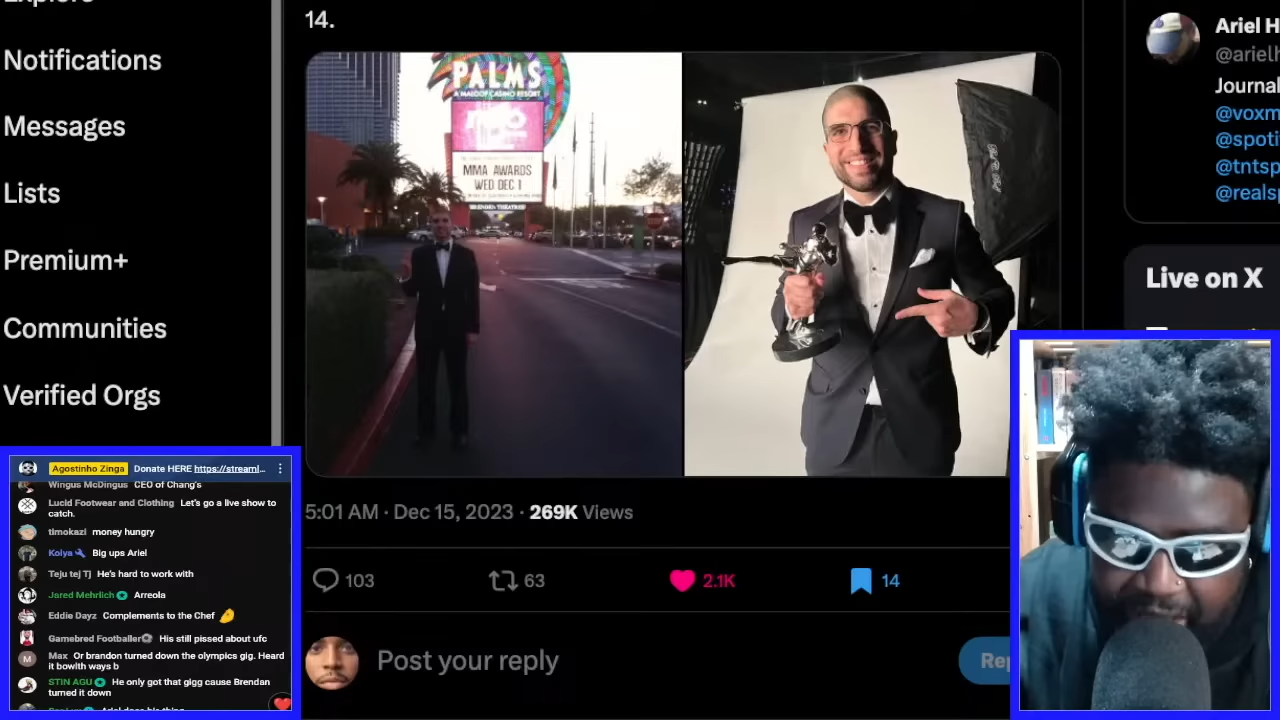 Explore
Notifications
Messages
Lists
Premium+
Communities
Verified Orgs
14.
PALMS
A MALOOF CASINO RESORT
MMA AWARDS
WED DEC 1
BRENDEN THEATRES
5:01 AM · Dec 15, 2023 · 269K Views
103
63
2.1K
14
Post your reply
Rep
Ariel H
@arielh
Journal
@voxm
@spoti
@tntsp
@realsp
Live on X
Agostinho Zinga Donate HERE https://streaml...
Wingus McDingus CEO of Chang's
Lucid Footwear and Clothing Let's go a live show to
catch.
timokazi money hungry
Kolya Big ups Ariel
Teju tej Tj He's hard to work with
Jared Mehrlich Arreola
Eddie Dayz Complements to the Chef
Gamebred Footballer His still pissed about ufc
M
Max Or brandon turned down the olympics gig. Heard
it bowith ways b
STIN AGU He only got that gigg cause Brendan
turned it down